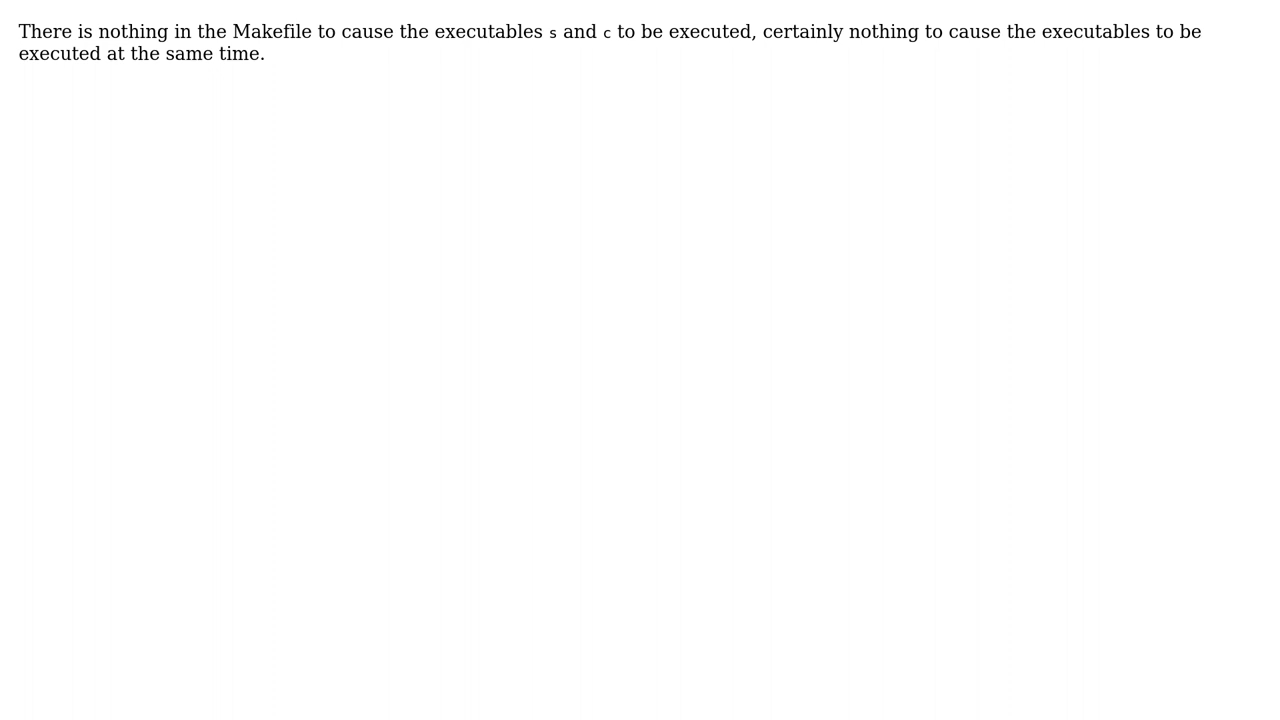 There is nothing in the Makefile to cause the executables s and c to be executed, certainly nothing to cause the executables to be
executed at the same time.